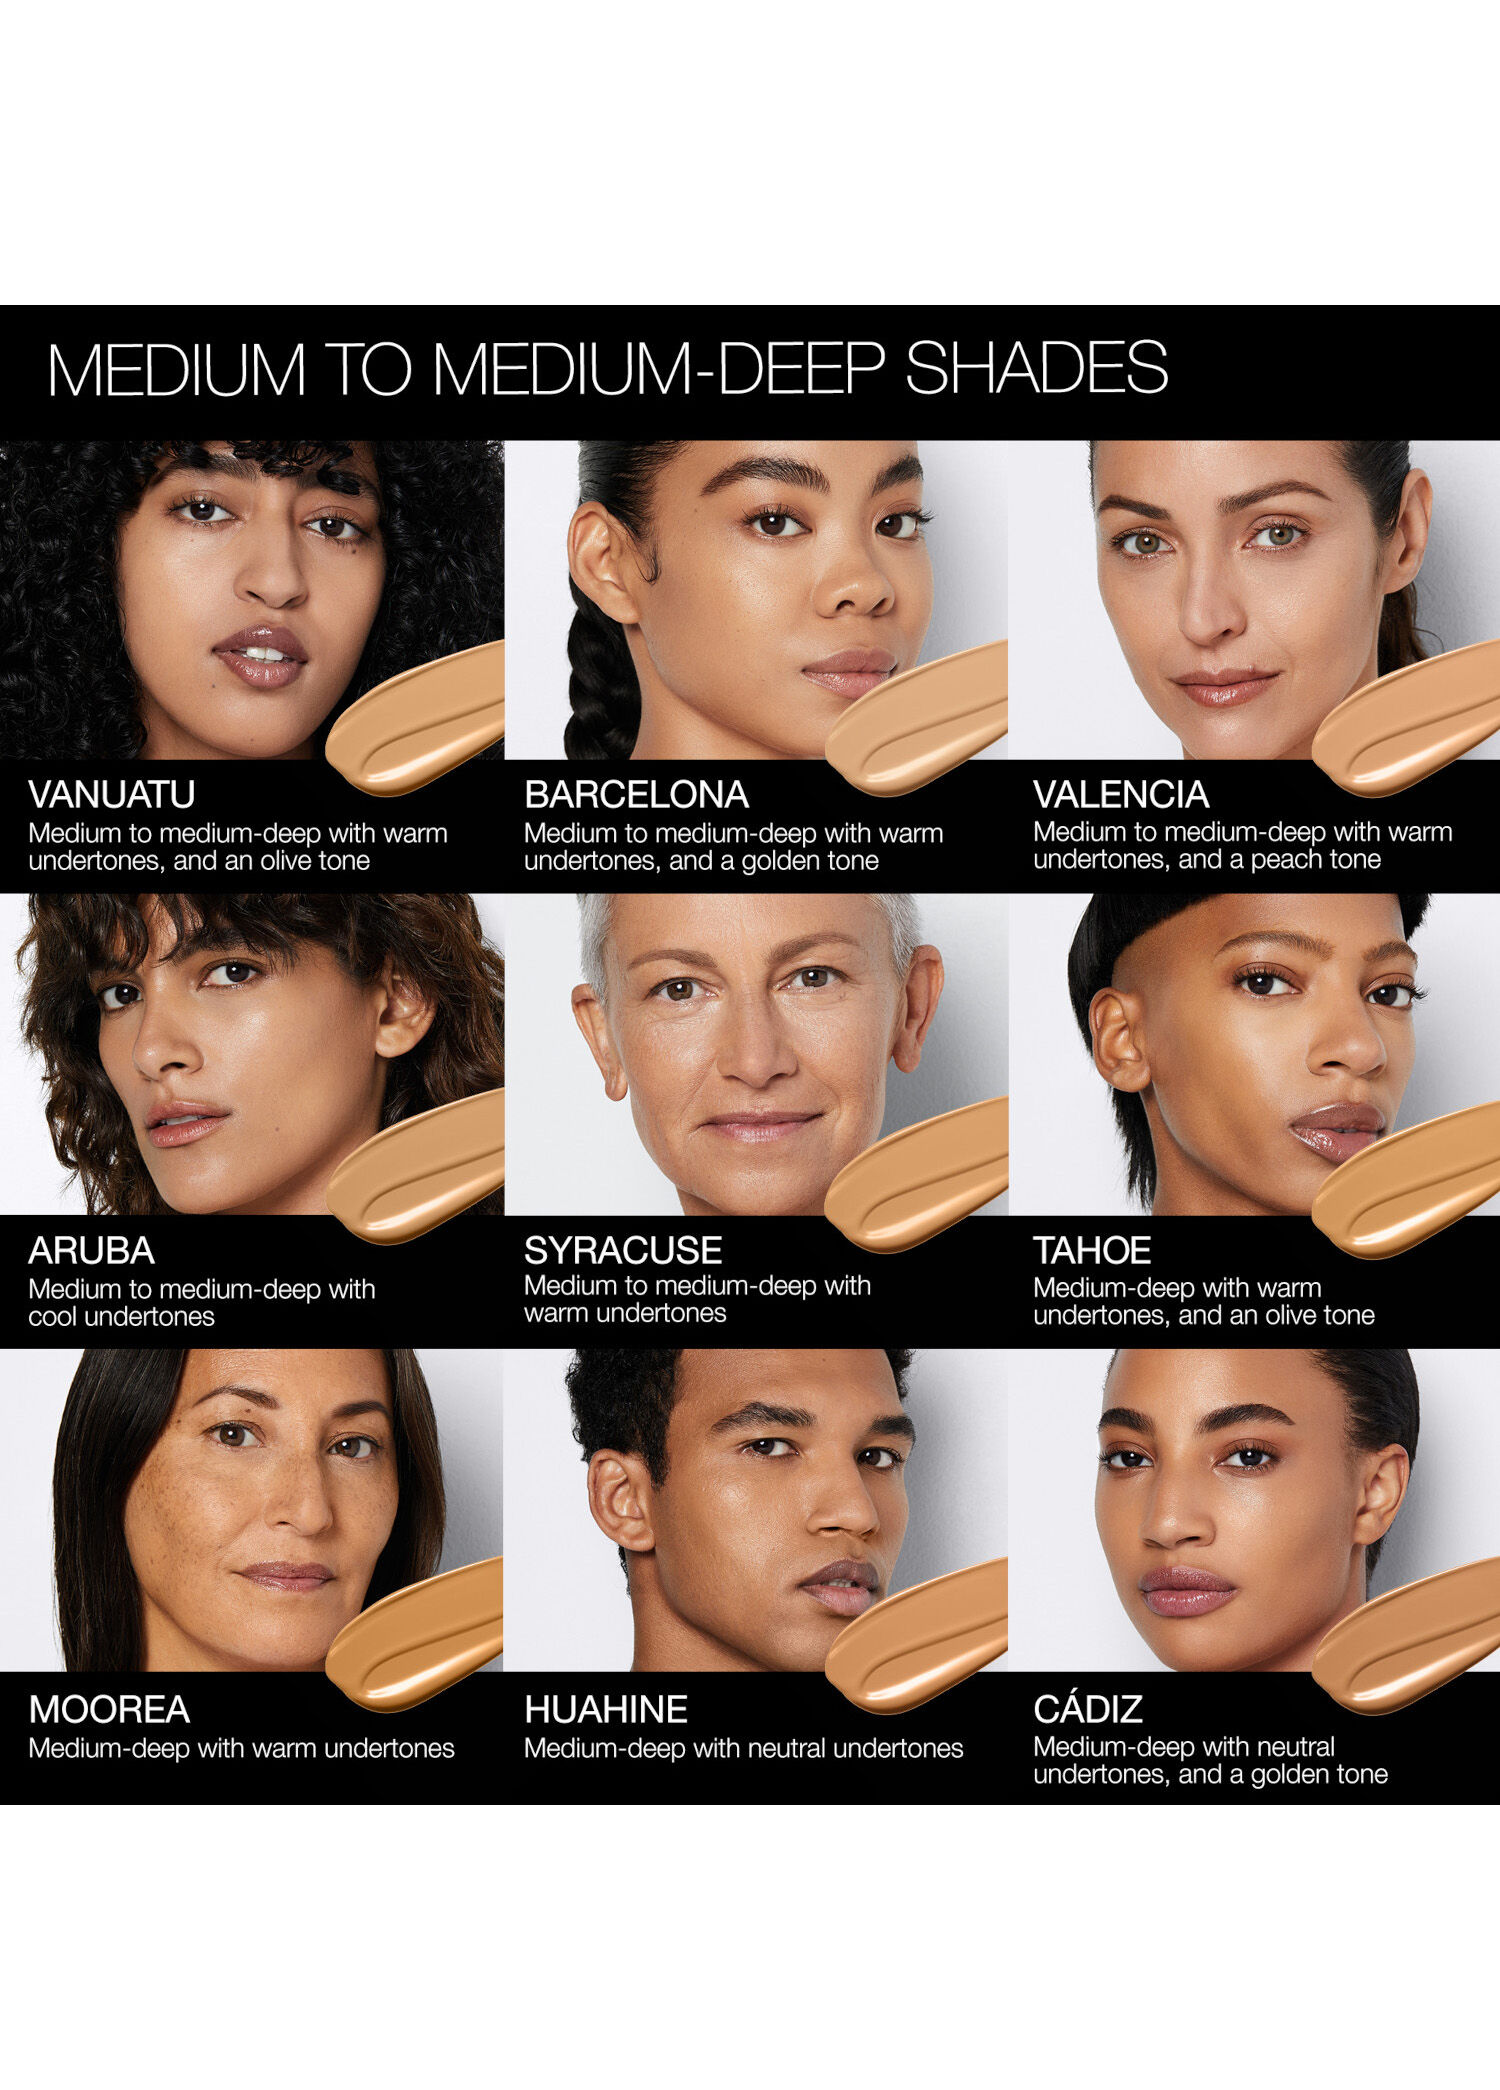 MEDIUM TO MEDIUM-DEEP SHADES
VANUATU
Medium to medium-deep with warm
undertones, and an olive tone
BARCELONA
Medium to medium-deep with warm
undertones, and a golden tone
VALENCIA
Medium to medium-deep with warm
undertones, and a peach tone
ARUBA
Medium to medium-deep with
cool undertones
SYRACUSE
Medium to medium-deep with
warm undertones
TAHOE
Medium-deep with warm
undertones, and an olive tone
MOOREA
Medium-deep with warm undertones
HUAHINE
Medium-deep with neutral undertones
CÁDIZ
Medium-deep with neutral
undertones, and a golden tone